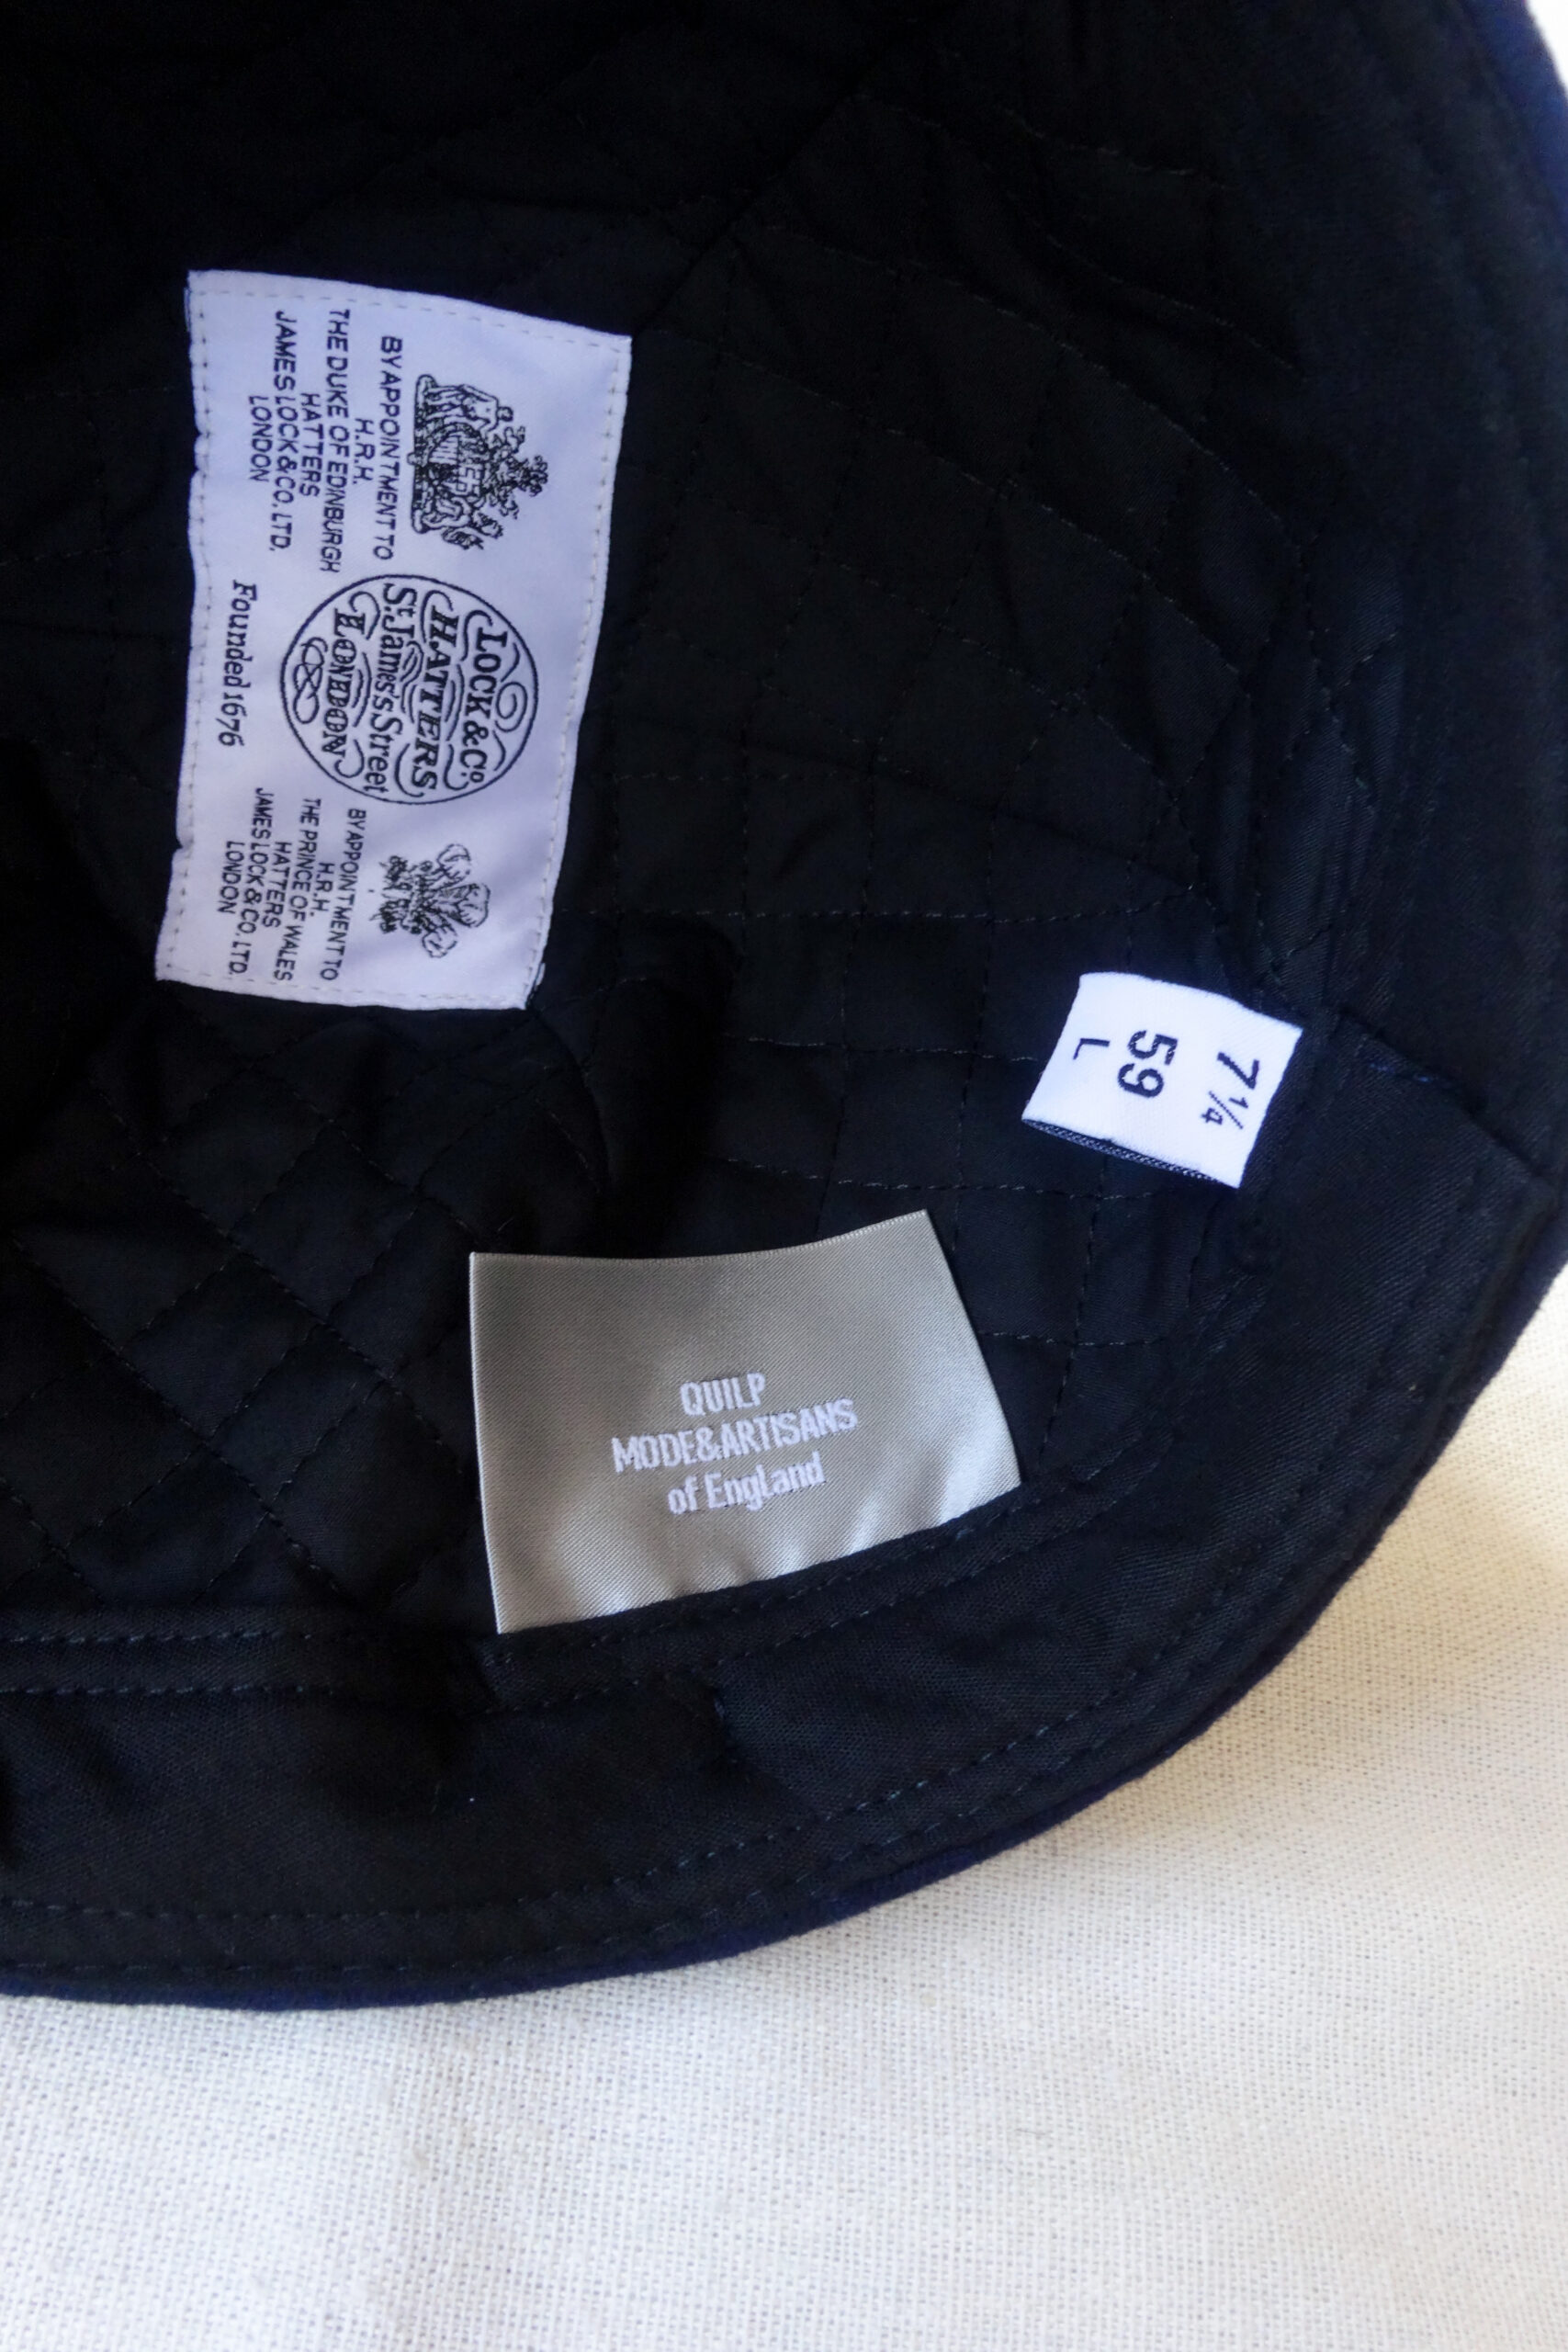 BY APPOINTMENT TO
H.R.H.
THE DUKE OF EDINBURGH
HATTERS
JAMES LOCK & CO. LTD.
LONDON
LOCK & Co.
HATTERS
St. James's Street
LONDON
Founded 1676
BY APPOINTMENT TO
H.R.H.
THE PRINCE OF WALES
HATTERS
JAMES LOCK & CO. LTD.
LONDON
7¼
59
L
QUILP
MODE&ARTISANS
of England